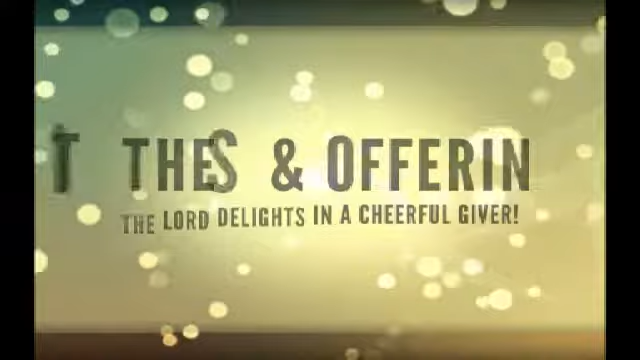 T THES & OFFERIN
THE LORD DELIGHTS IN A CHEERFUL GIVER!